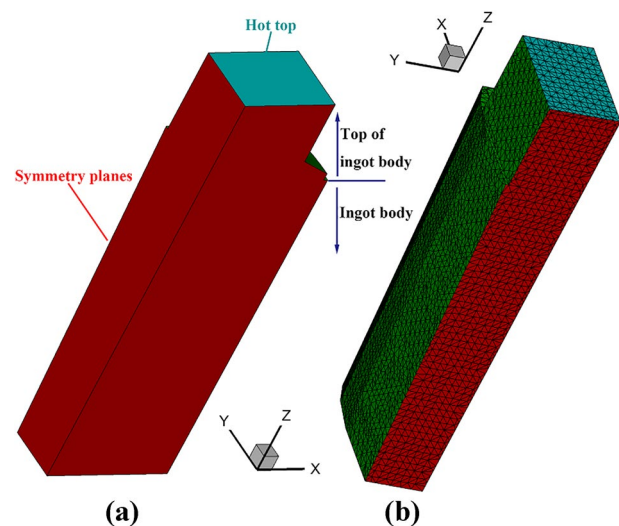 Hot top
Z
X
Y
Top of
ingot body
Symmetry planes
Ingot body
Y
Z
X
(a)
(b)